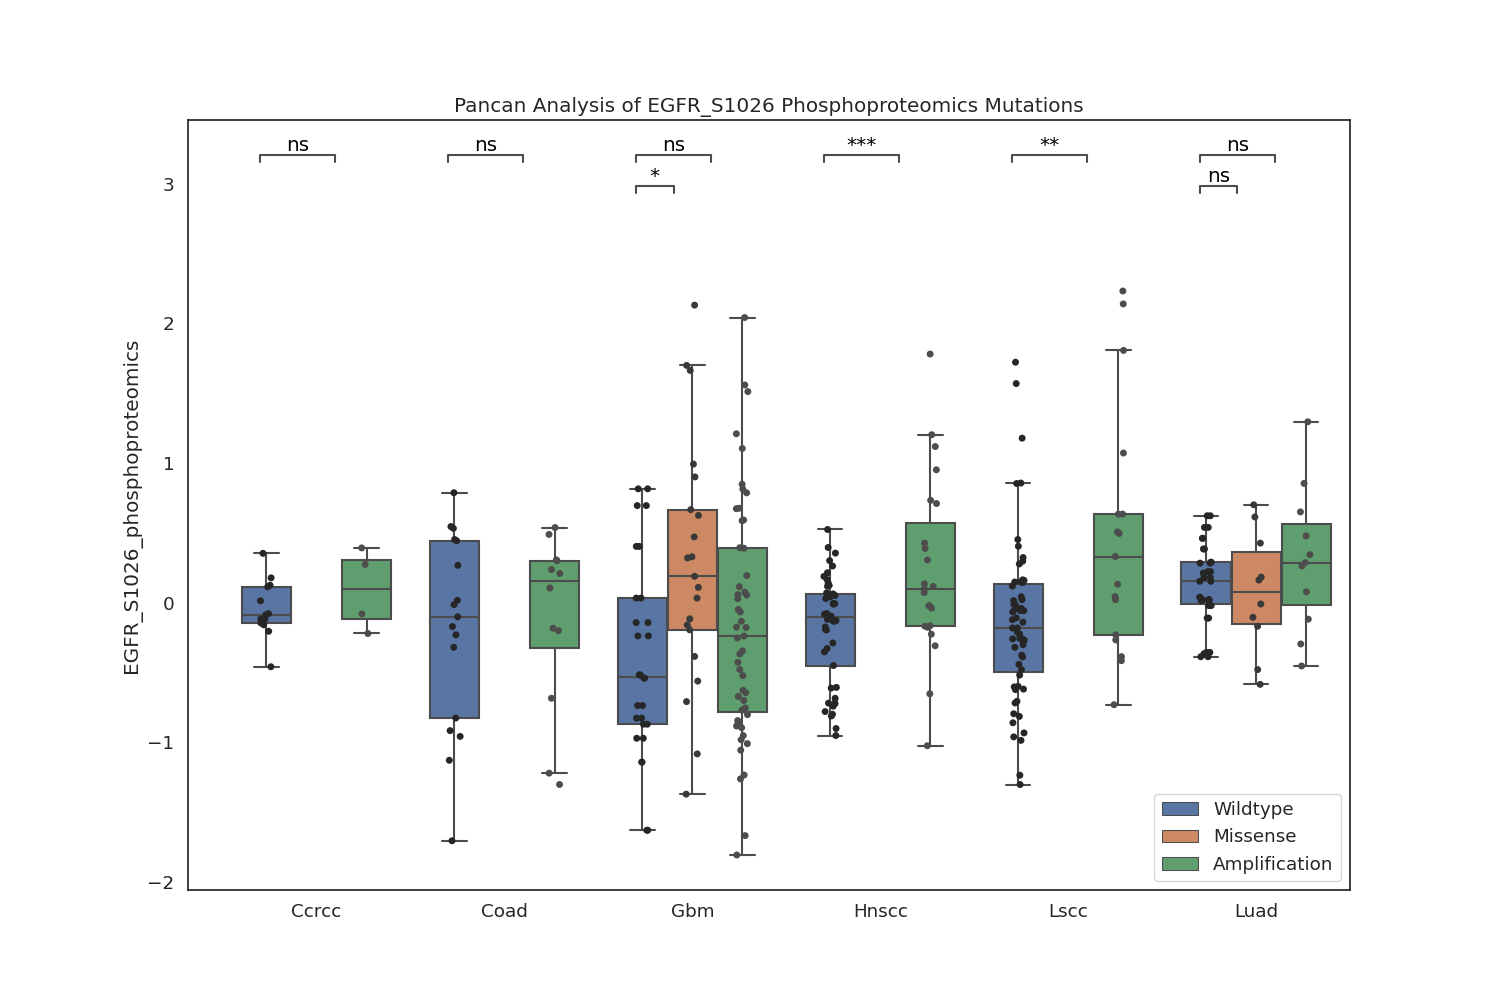 Pancan Analysis of EGFR_S1026 Phosphoproteomics Mutations
ns ns ns *** ** ns
* ns
3
2
1
0
−1
−2
EGFR_S1026_phosphoproteomics
Wildtype
Missense
Amplification
Ccrcc Coad Gbm Hnscc Lscc Luad